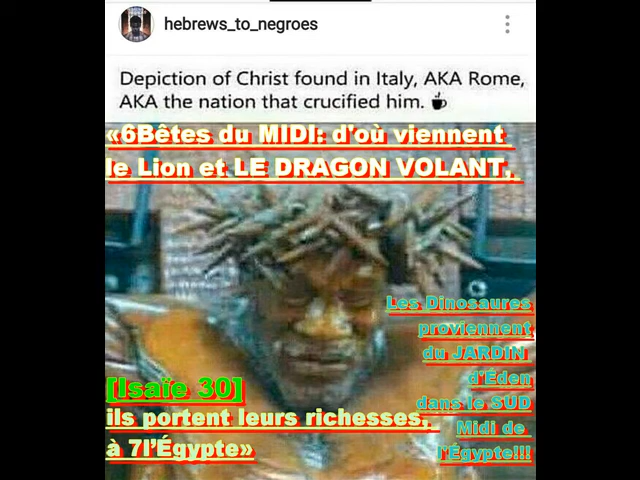 hebrews_to_negroes
Depiction of Christ found in Italy, AKA Rome,
AKA the nation that crucified him. ☕
«6Bêtes du MIDI: d'où viennent
le Lion et LE DRAGON VOLANT,
Les Dinosaures
proviennent
du JARDIN
d'Éden
dans le SUD
Midi de
l'Égypte!!!
[Isaïe 30]
ils portent leurs richesses,
à 7l'Égypte»